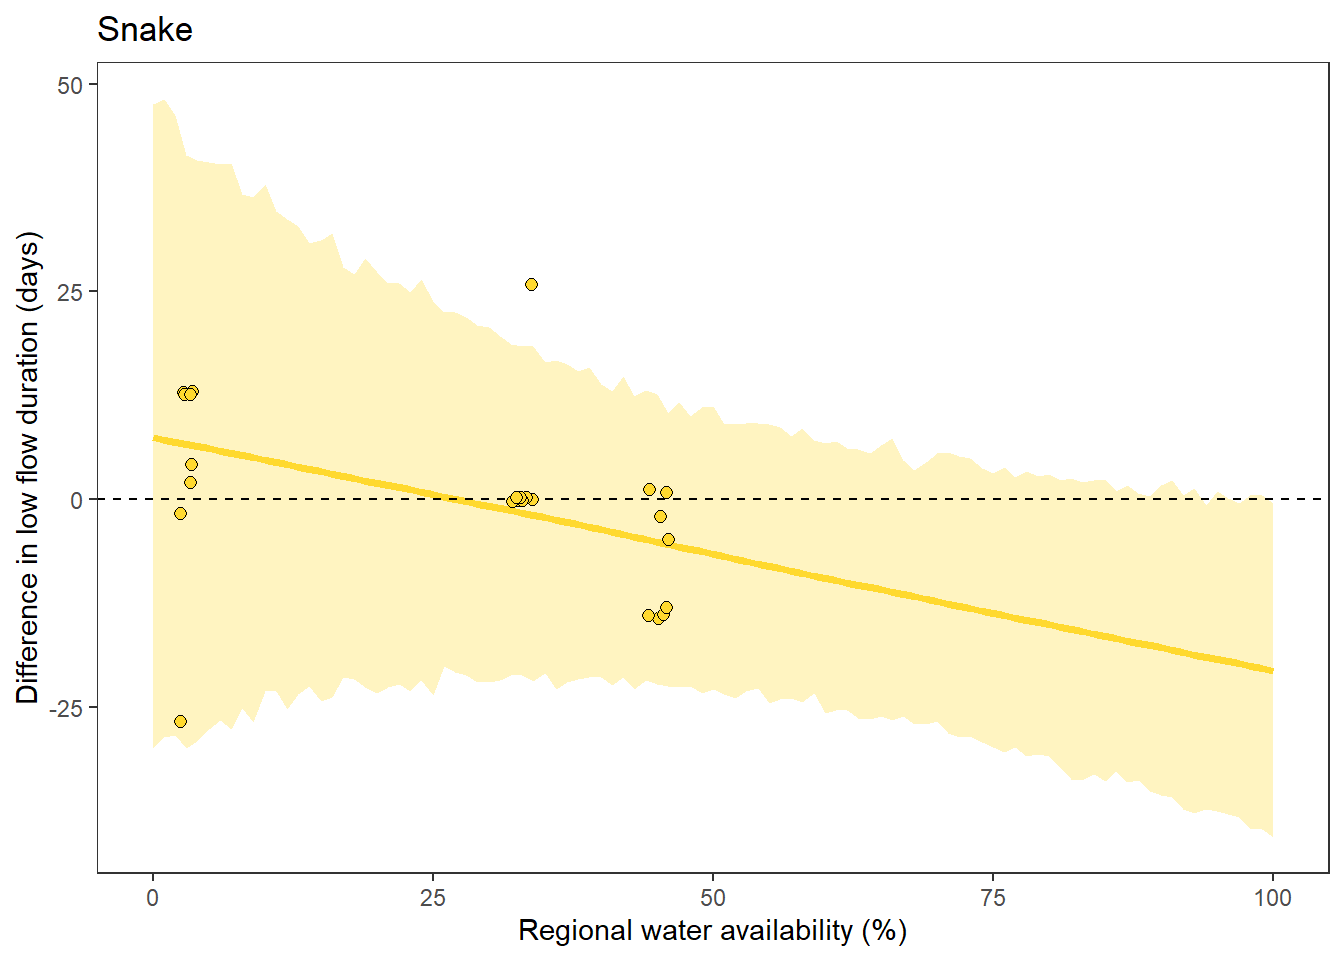 Snake
Difference in low flow duration (days)
50
25
0
-25
0 25 50 75 100
Regional water availability (%)